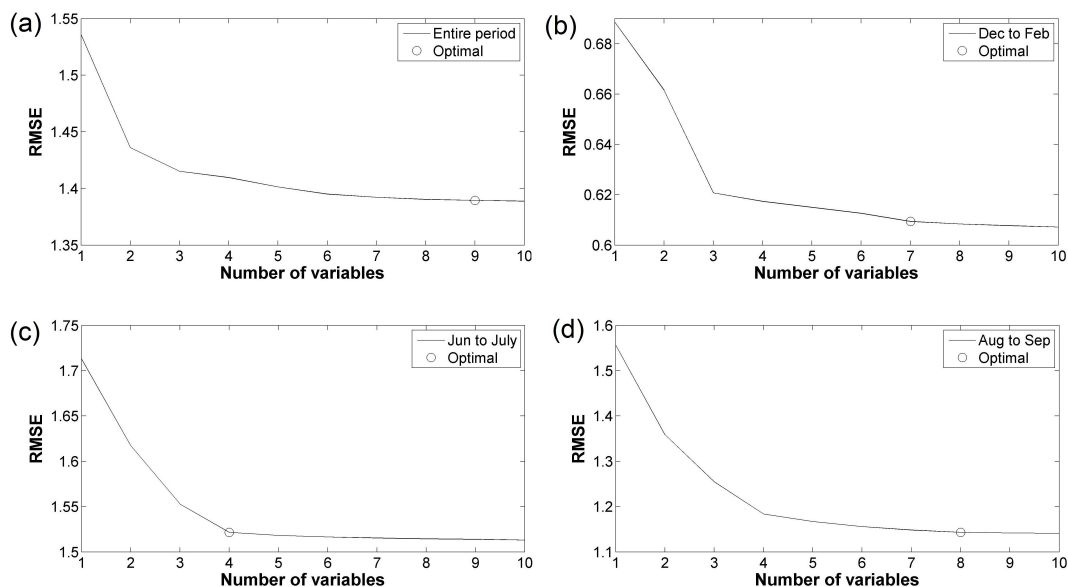 (a)
1.55
1.5
1.45
1.4
1.35
RMSE
Entire period
Optimal
1 2 3 4 5 6 7 8 9 10
Number of variables
(b)
0.68
0.66
0.64
0.62
0.6
RMSE
Dec to Feb
Optimal
1 2 3 4 5 6 7 8 9 10
Number of variables
(c)
1.75
1.7
1.65
1.6
1.55
1.5
RMSE
Jun to July
Optimal
1 2 3 4 5 6 7 8 9 10
Number of variables
(d)
1.6
1.5
1.4
1.3
1.2
1.1
RMSE
Aug to Sep
Optimal
1 2 3 4 5 6 7 8 9 10
Number of variables